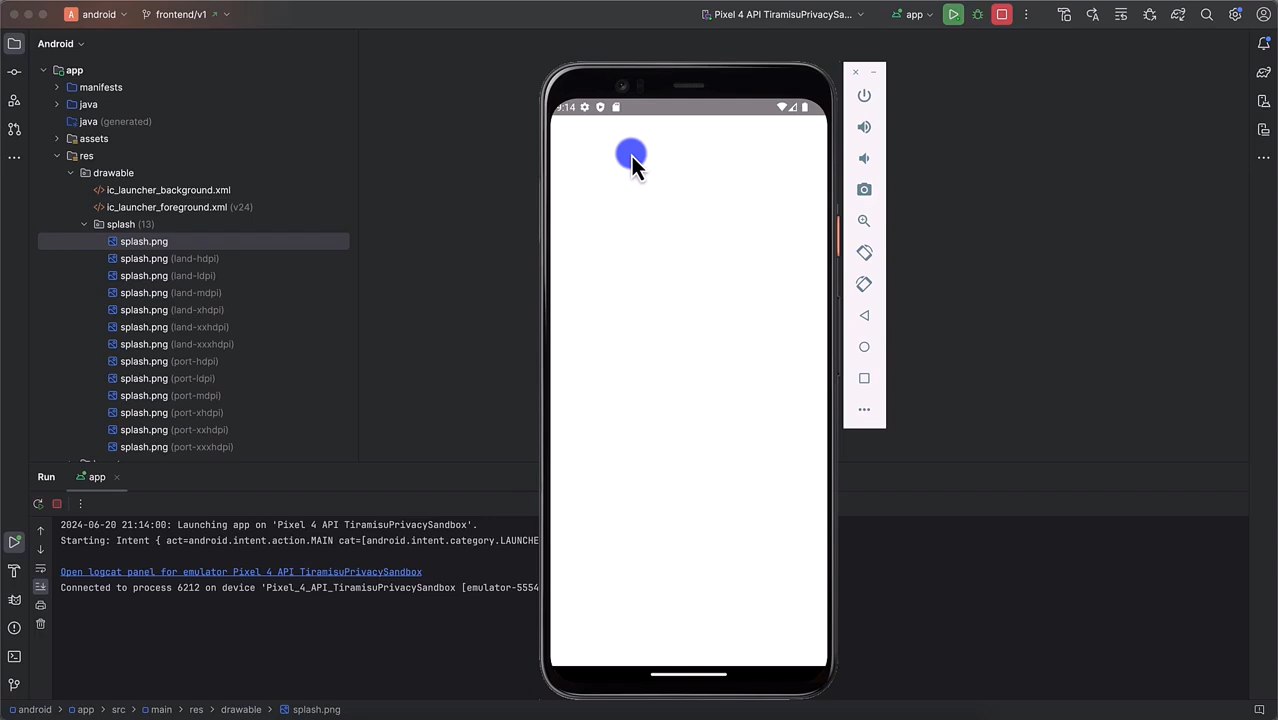 A android
frontend/v1
Pixel 4 API TiramisuPrivacySa...
app
Android
app
manifests
java
java (generated)
assets
res
drawable
ic_launcher_background.xml
ic_launcher_foreground.xml (v24)
splash (13)
splash.png
splash.png (land-hdpi)
splash.png (land-ldpi)
splash.png (land-mdpi)
splash.png (land-xhdpi)
splash.png (land-xxhdpi)
splash.png (land-xxxhdpi)
splash.png (port-hdpi)
splash.png (port-ldpi)
splash.png (port-mdpi)
splash.png (port-xhdpi)
splash.png (port-xxhdpi)
splash.png (port-xxxhdpi)
9:14
Run
app
2024-06-20 21:14:00: Launching app on 'Pixel 4 API TiramisuPrivacySandbox'.
Starting: Intent { act=android.intent.action.MAIN cat=[android.intent.category.LAUNCHE
Open logcat panel for emulator Pixel 4 API TiramisuPrivacySandbox
Connected to process 6212 on device 'Pixel_4_API_TiramisuPrivacySandbox [emulator-5554
android > app > src > main > res > drawable > splash.png